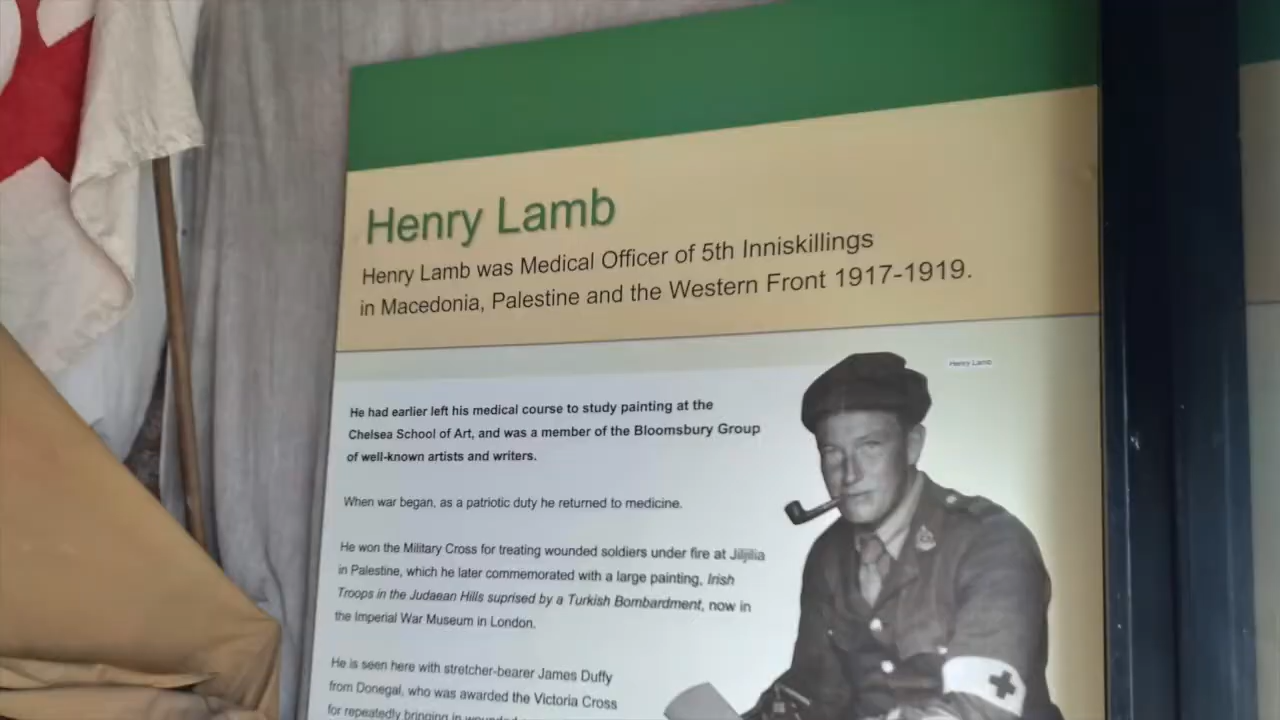 Henry Lamb
Henry Lamb was Medical Officer of 5th Inniskillings
in Macedonia, Palestine and the Western Front 1917-1919.
Henry Lamb
He had earlier left his medical course to study painting at the
Chelsea School of Art, and was a member of the Bloomsbury Group
of well-known artists and writers.
When war began, as a patriotic duty he returned to medicine.
He won the Military Cross for treating wounded soldiers under fire at Jiljilia
in Palestine, which he later commemorated with a large painting, Irish
Troops in the Judaean Hills suprised by a Turkish Bombardment, now in
the Imperial War Museum in London.
He is seen here with stretcher-bearer James Duffy
from Donegal, who was awarded the Victoria Cross
for repeatedly bringing in